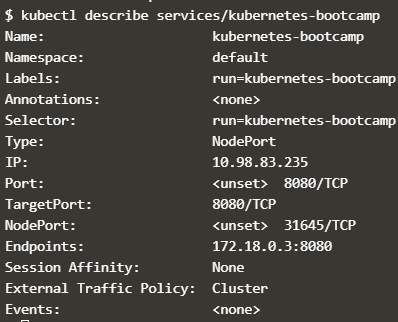 $ kubectl describe services/kubernetes-bootcamp
Name:                     kubernetes-bootcamp
Namespace:                default
Labels:                   run=kubernetes-bootcamp
Annotations:              <none>
Selector:                 run=kubernetes-bootcamp
Type:                     NodePort
IP:                       10.98.83.235
Port:                     <unset>  8080/TCP
TargetPort:               8080/TCP
NodePort:                 <unset>  31645/TCP
Endpoints:                172.18.0.3:8080
Session Affinity:         None
External Traffic Policy:  Cluster
Events:                   <none>